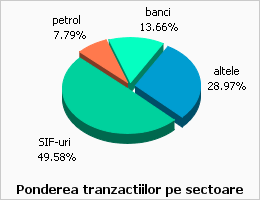 banci
13.66%
petrol
7.79%
altele
28.97%
SIF-uri
49.58%
Ponderea tranzactiilor pe sectoare